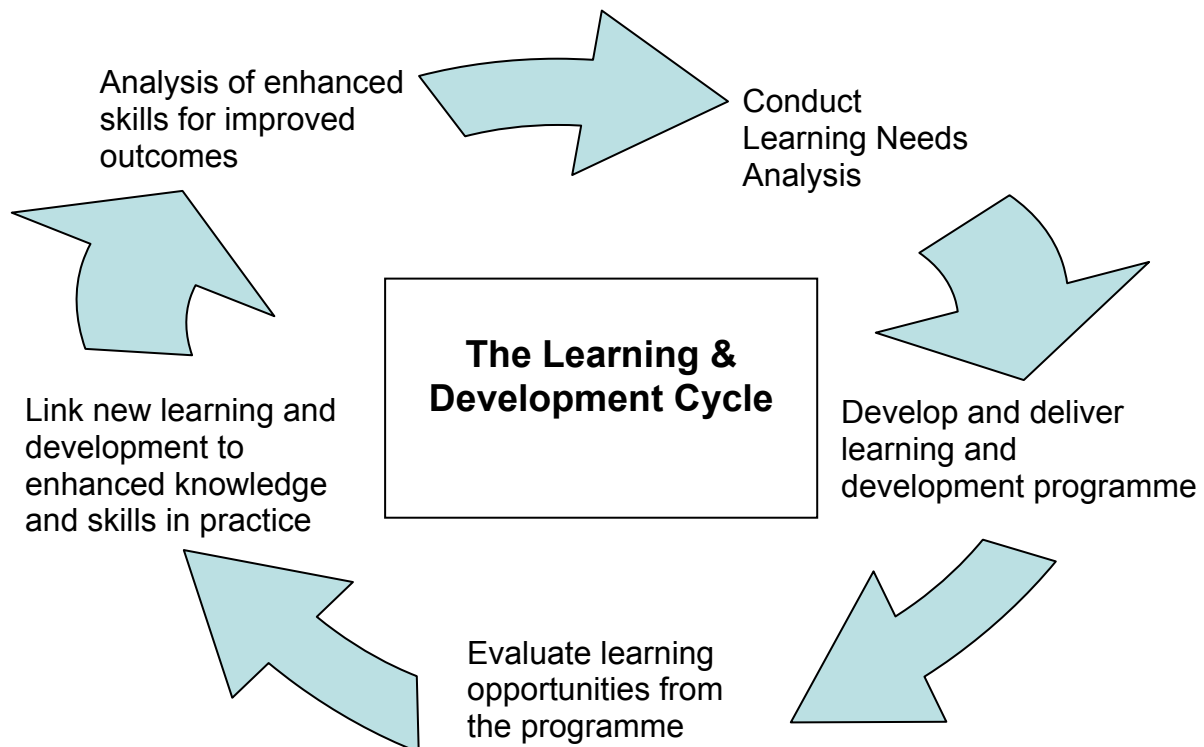 Analysis of enhanced
skills for improved
outcomes
Conduct
Learning Needs
Analysis
The Learning &
Development Cycle
Develop and deliver
learning and
development programme
Evaluate learning
opportunities from
the programme
Link new learning and
development to
enhanced knowledge
and skills in practice